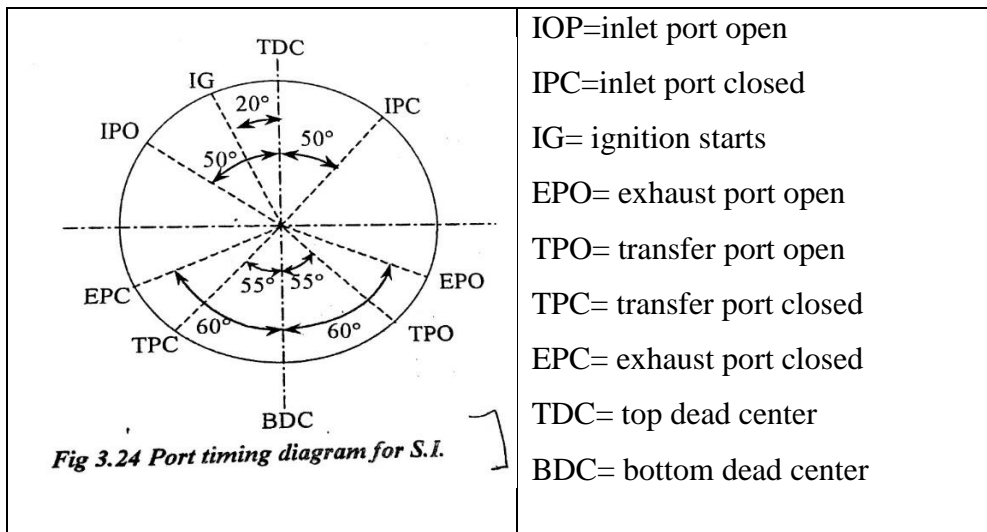 TDC
IG
IPC
20°
IPO
50°
50°
EPC
55°
55°
EPO
TPC
60°
60°
TPO
BDC
Fig 3.24 Port timing diagram for S.I.
IOP=inlet port open
IPC=inlet port closed
IG= ignition starts
EPO= exhaust port open
TPO= transfer port open
TPC= transfer port closed
EPC= exhaust port closed
TDC= top dead center
BDC= bottom dead center